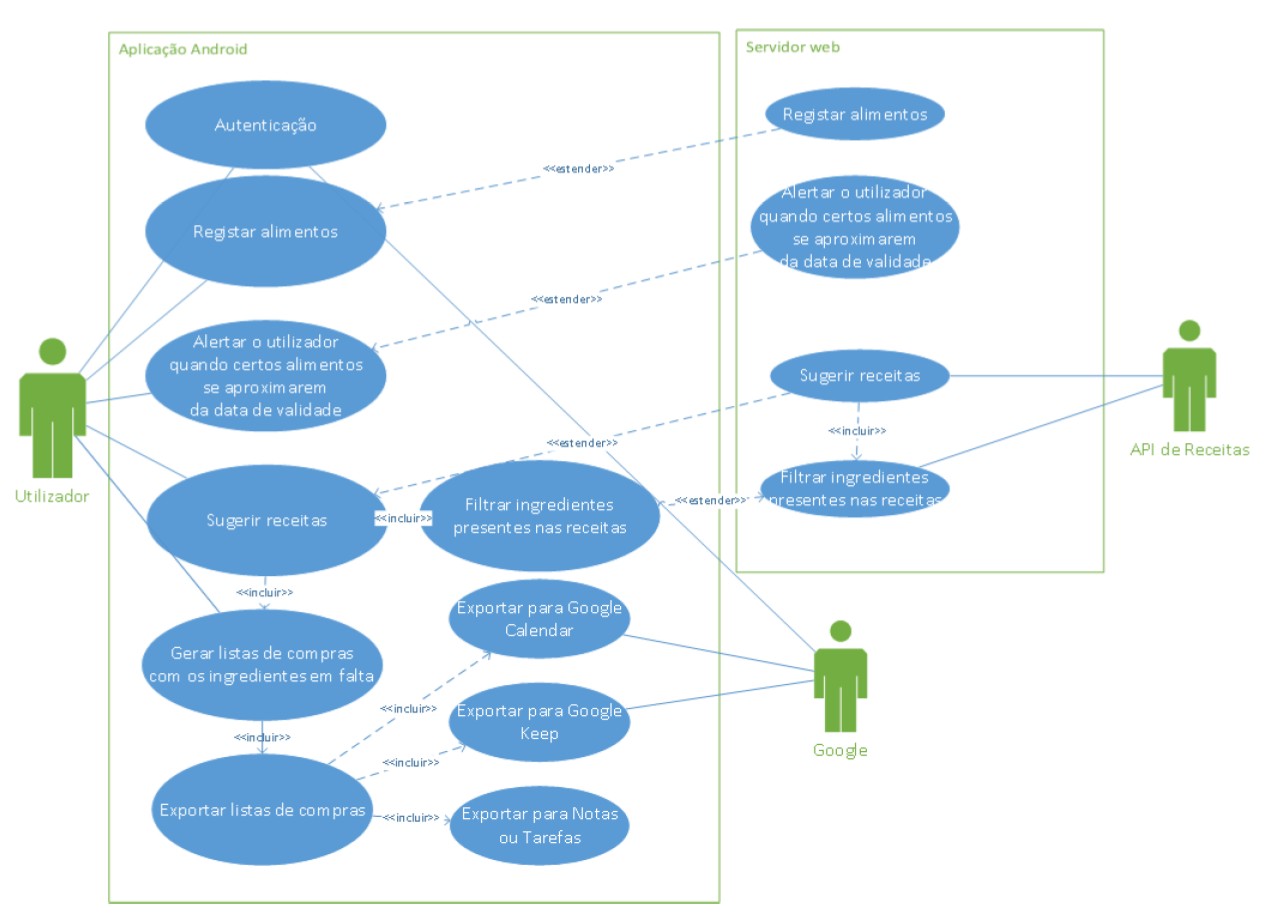 Aplicação Android
Servidor web
Autenticação
Registar alimentos
Registar alimentos
<<estender>>
Alertar o utilizador
quando certos alimentos
se aproximarem
da data de validade
<<estender>>
Alertar o utilizador
quando certos alimentos
se aproximarem
da data de validade
Utilizador
Sugerir receitas
<<incluir>>
API de Receitas
<<estender>>
Filtrar ingredientes
presentes nas receitas
<<estender>>
Filtrar ingredientes
presentes nas receitas
Sugerir receitas
<<incluir>>
<<incluir>>
Gerar listas de compras
com os ingredientes em falta
Exportar para Google
Calendar
<<incluir>>
Exportar para Google
Keep
<<incluir>>
<<incluir>>
Google
Exportar listas de compras
<<incluir>>
Exportar para Notas
ou Tarefas